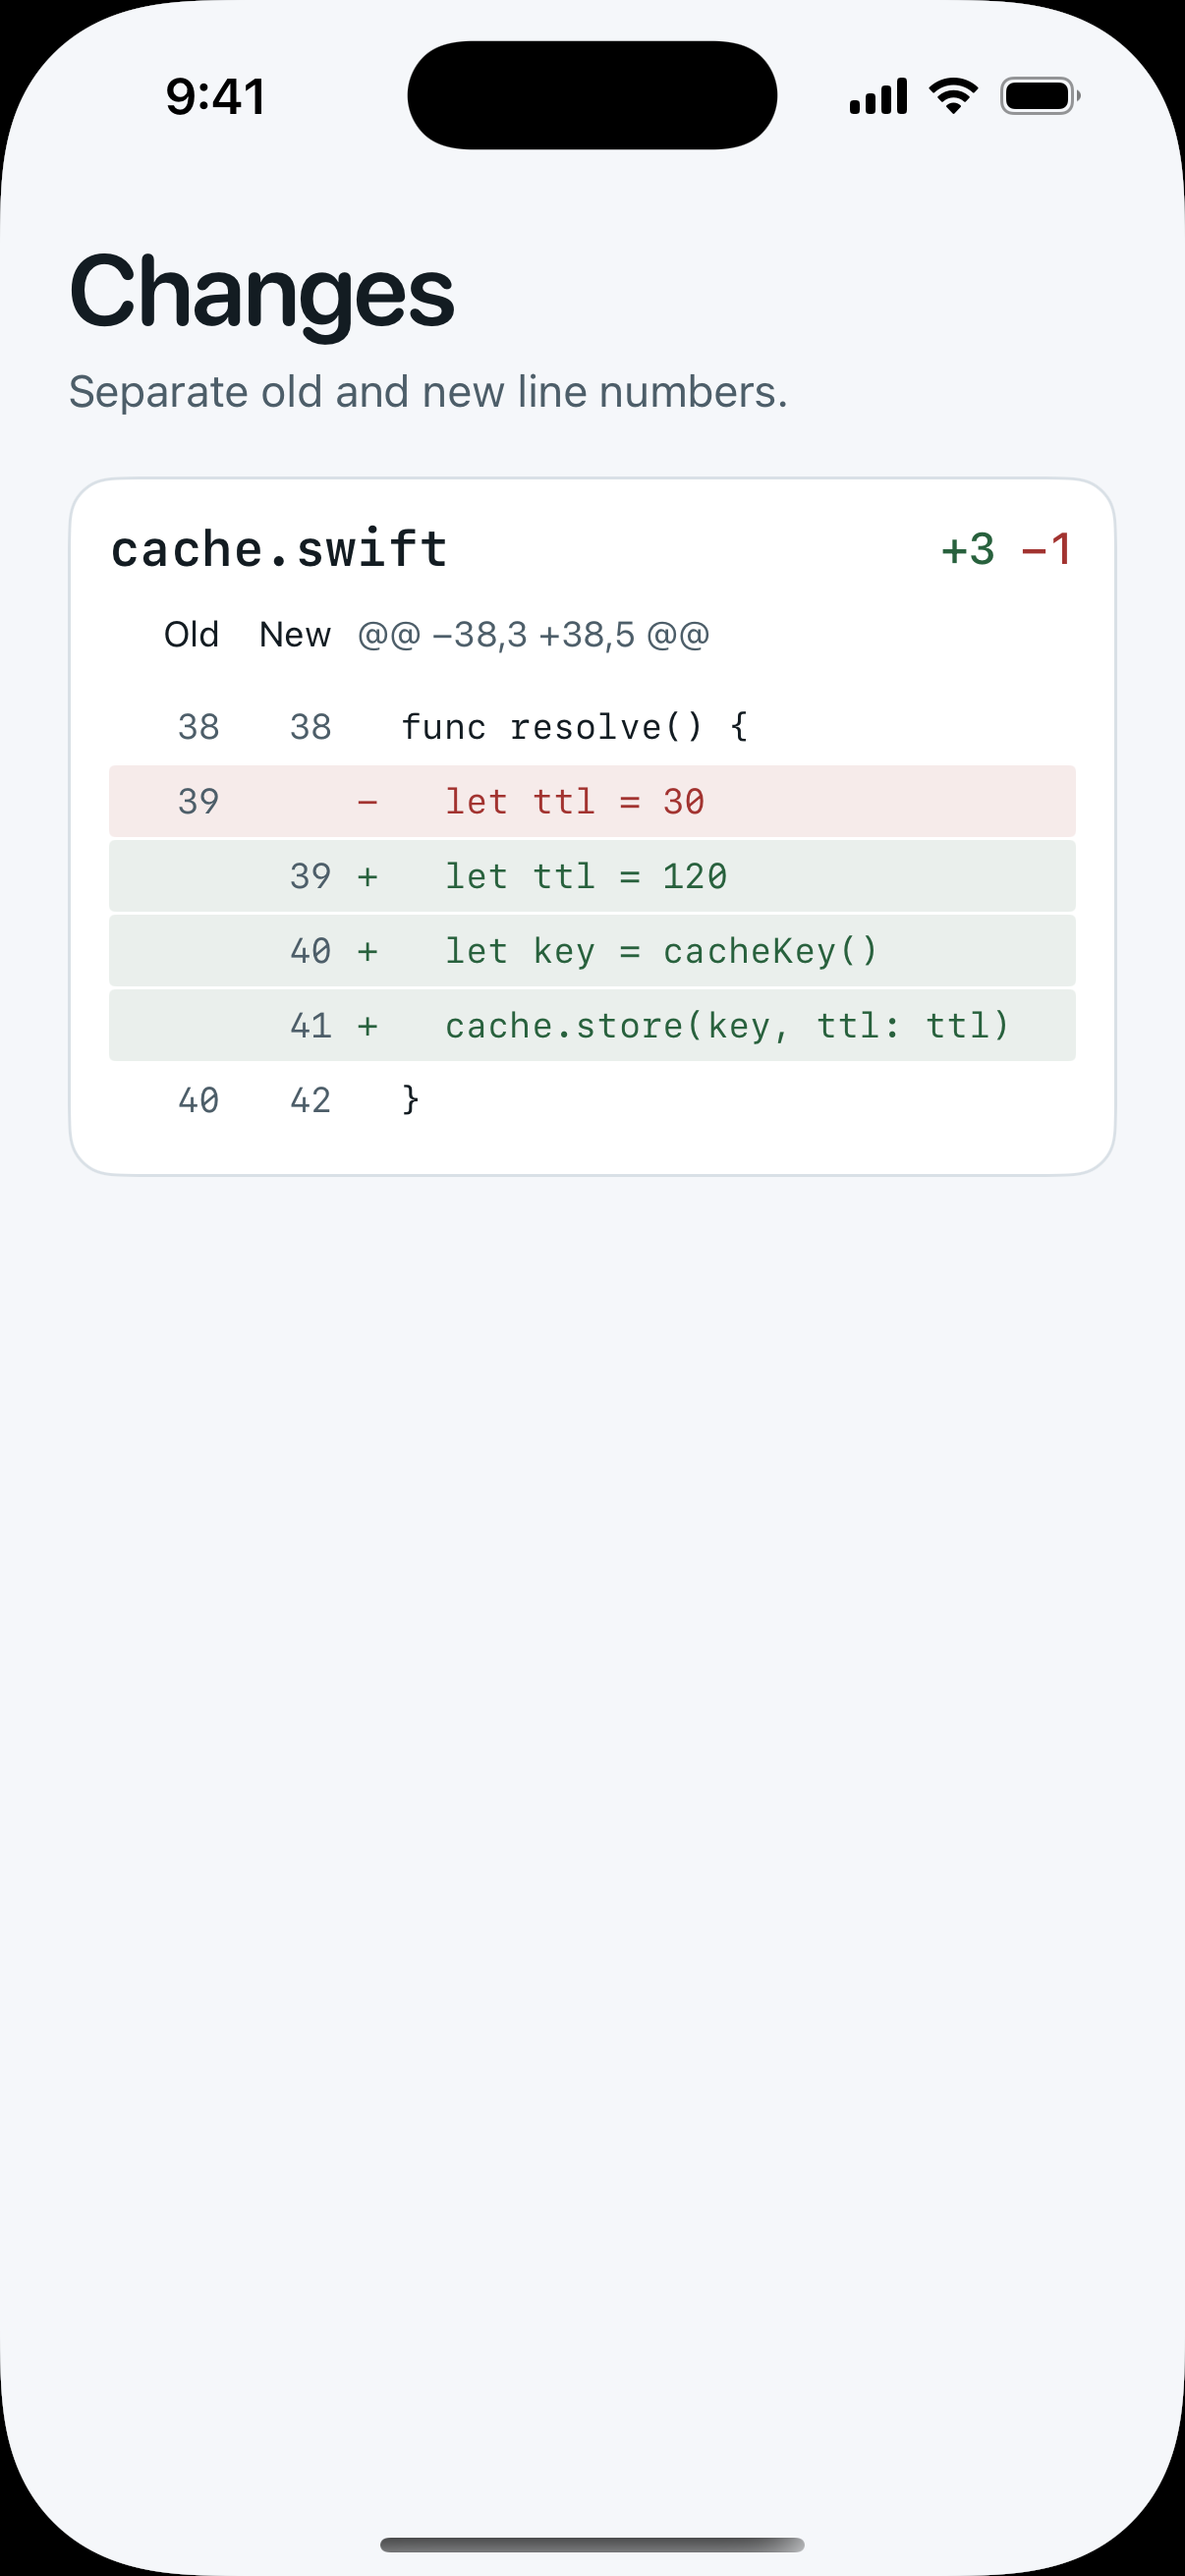 9:41
Changes
Separate old and new line numbers.
cache.swift +3 −1
Old New @@ −38,3 +38,5 @@
38 38 func resolve() {
39 − let ttl = 30
39 + let ttl = 120
40 + let key = cacheKey()
41 + cache.store(key, ttl: ttl)
40 42 }